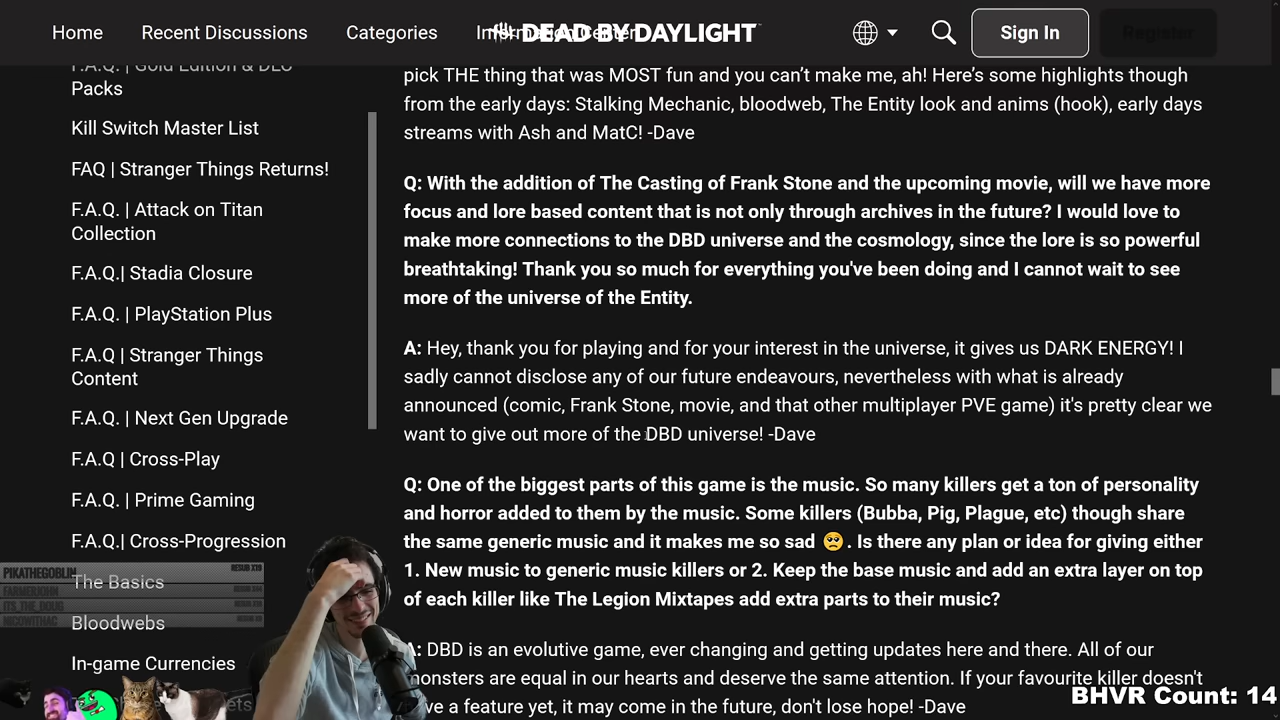 Home Recent Discussions Categories DEAD BY DAYLIGHT Sign In Register
F.A.Q. | Gold Edition & DLC
Packs
Kill Switch Master List
FAQ | Stranger Things Returns!
F.A.Q. | Attack on Titan
Collection
F.A.Q.| Stadia Closure
F.A.Q. | PlayStation Plus
F.A.Q | Stranger Things
Content
F.A.Q. | Next Gen Upgrade
F.A.Q | Cross-Play
F.A.Q. | Prime Gaming
F.A.Q.| Cross-Progression
The Basics
Bloodwebs
In-game Currencies
pick THE thing that was MOST fun and you can’t make me, ah! Here’s some highlights though
from the early days: Stalking Mechanic, bloodweb, The Entity look and anims (hook), early days
streams with Ash and MatC! -Dave
Q: With the addition of The Casting of Frank Stone and the upcoming movie, will we have more
focus and lore based content that is not only through archives in the future? I would love to
make more connections to the DBD universe and the cosmology, since the lore is so powerful
breathtaking! Thank you so much for everything you've been doing and I cannot wait to see
more of the universe of the Entity.
A: Hey, thank you for playing and for your interest in the universe, it gives us DARK ENERGY! I
sadly cannot disclose any of our future endeavours, nevertheless with what is already
announced (comic, Frank Stone, movie, and that other multiplayer PVE game) it's pretty clear we
want to give out more of the DBD universe! -Dave
Q: One of the biggest parts of this game is the music. So many killers get a ton of personality
and horror added to them by the music. Some killers (Bubba, Pig, Plague, etc) though share
the same generic music and it makes me so sad 🥺. Is there any plan or idea for giving either
1. New music to generic music killers or 2. Keep the base music and add an extra layer on top
of each killer like The Legion Mixtapes add extra parts to their music?
A: DBD is an evolutive game, ever changing and getting updates here and there. All of our
monsters are equal in our hearts and deserve the same attention. If your favourite killer doesn't
a feature yet, it may come in the future, don't lose hope! -Dave
PIKATHEGOBLIN RESUB X19
FARMERJOHN
ITS_THE_DOUG
NICOWITHAC
BHVR Count: 14